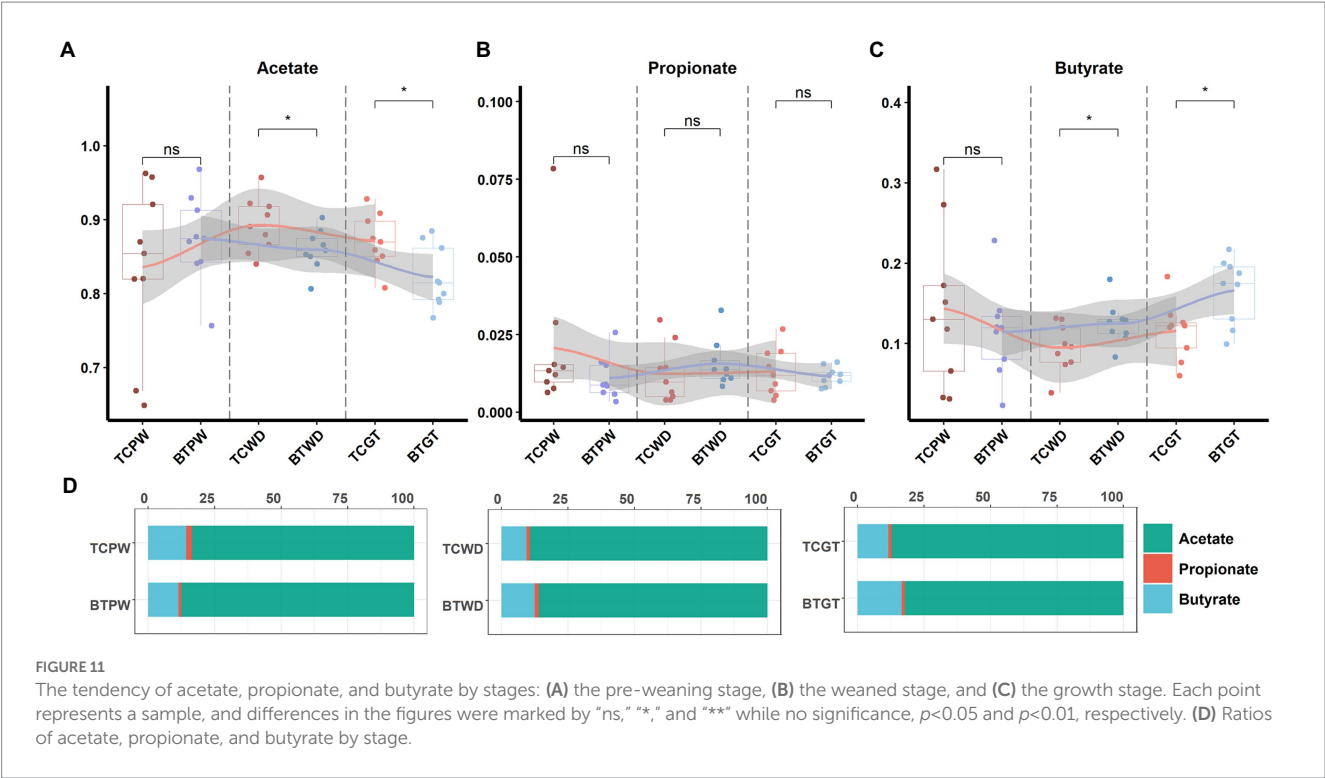 A
Acetate
1.0
0.9
0.8
0.7
ns
*
*
TCPW
BTPW
TCWD
BTWD
TCGT
BTGT
B
Propionate
0.100
0.075
0.050
0.025
0.000
ns
ns
ns
TCPW
BTPW
TCWD
BTWD
TCGT
BTGT
C
Butyrate
0.4
0.3
0.2
0.1
ns
*
*
TCPW
BTPW
TCWD
BTWD
TCGT
BTGT
D
0 25 50 75 100
TCPW
BTPW
0 25 50 75 100
TCWD
BTWD
0 25 50 75 100
TCGT
BTGT
Acetate
Propionate
Butyrate
FIGURE 11
The tendency of acetate, propionate, and butyrate by stages: (A) the pre-weaning stage, (B) the weaned stage, and (C) the growth stage. Each point
represents a sample, and differences in the figures were marked by “ns,” “*,” and “**” while no significance, p<0.05 and p<0.01, respectively. (D) Ratios
of acetate, propionate, and butyrate by stage.